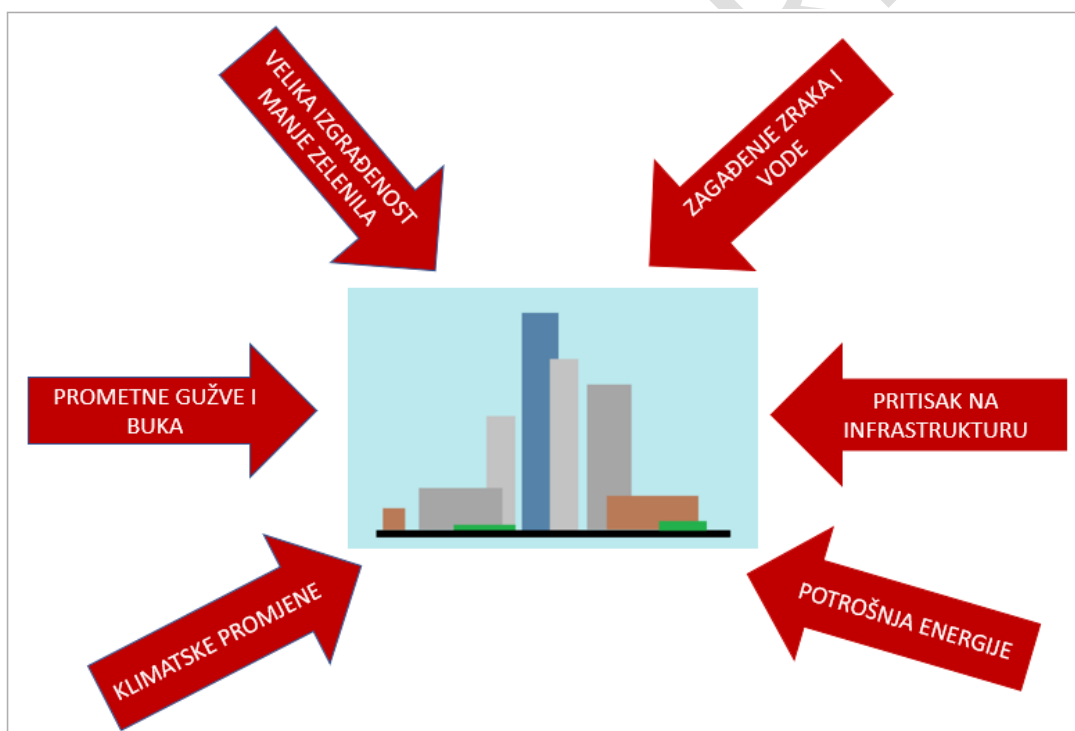 VELIKA IZGRAĐENOST
MANJE ZELENILA
ZAGAĐENJE ZRAKA I
VODE
PROMETNE GUŽVE I
BUKA
PRITISAK NA
INFRASTRUKTURU
KLIMATSKE PROMJENE
POTROŠNJA ENERGIJE